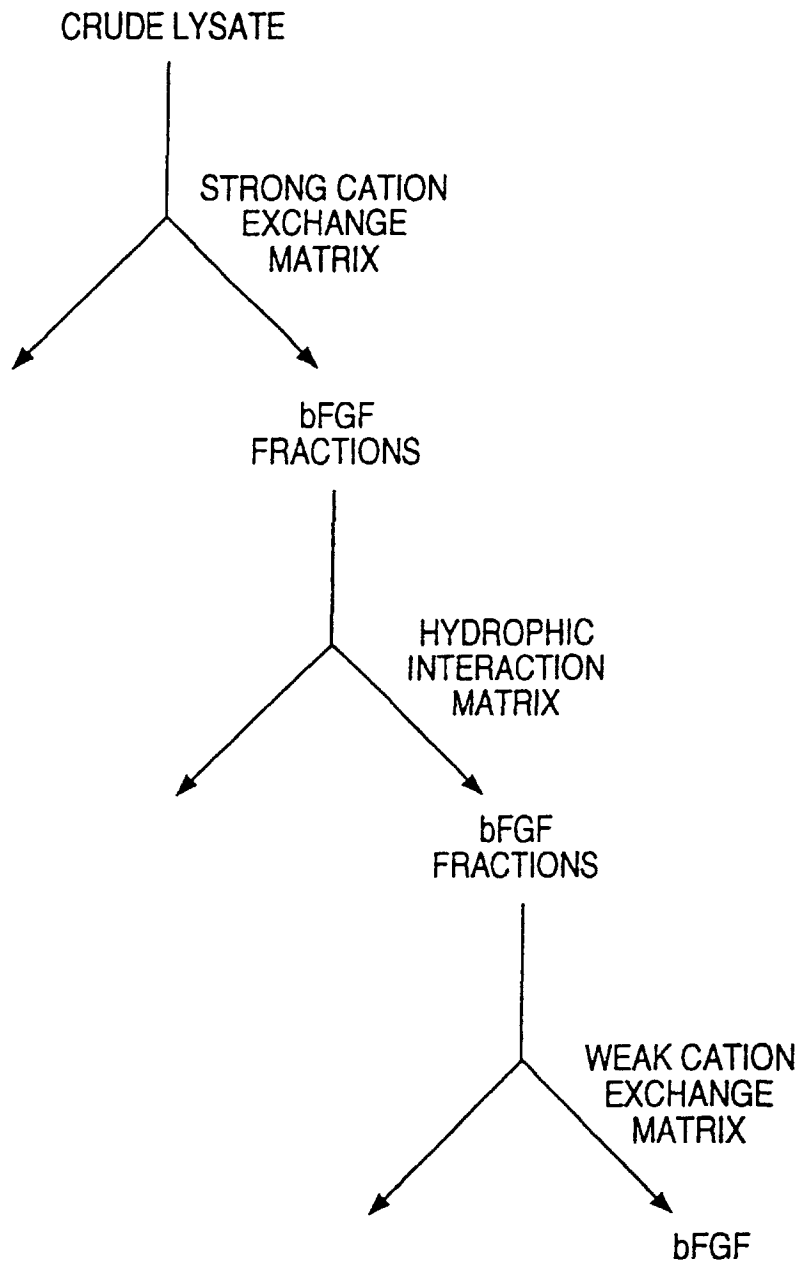 CRUDE LYSATE
STRONG CATION
EXCHANGE
MATRIX
bFGF
FRACTIONS
HYDROPHIC
INTERACTION
MATRIX
bFGF
FRACTIONS
WEAK CATION
EXCHANGE
MATRIX
bFGF